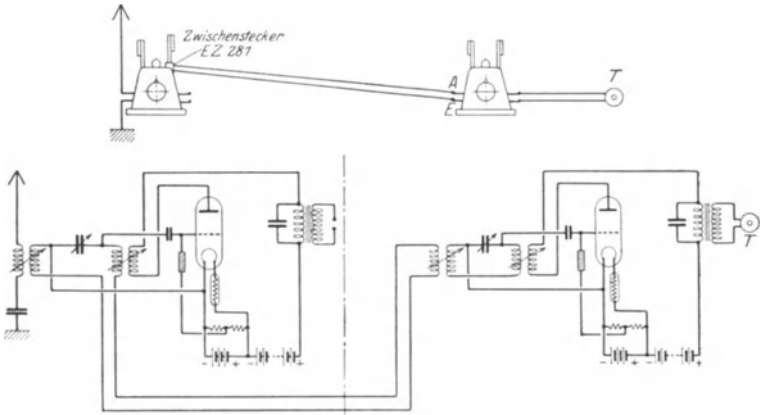 Zwischenstecker
EZ 281
A
E
T
T
- + - +
- + - +